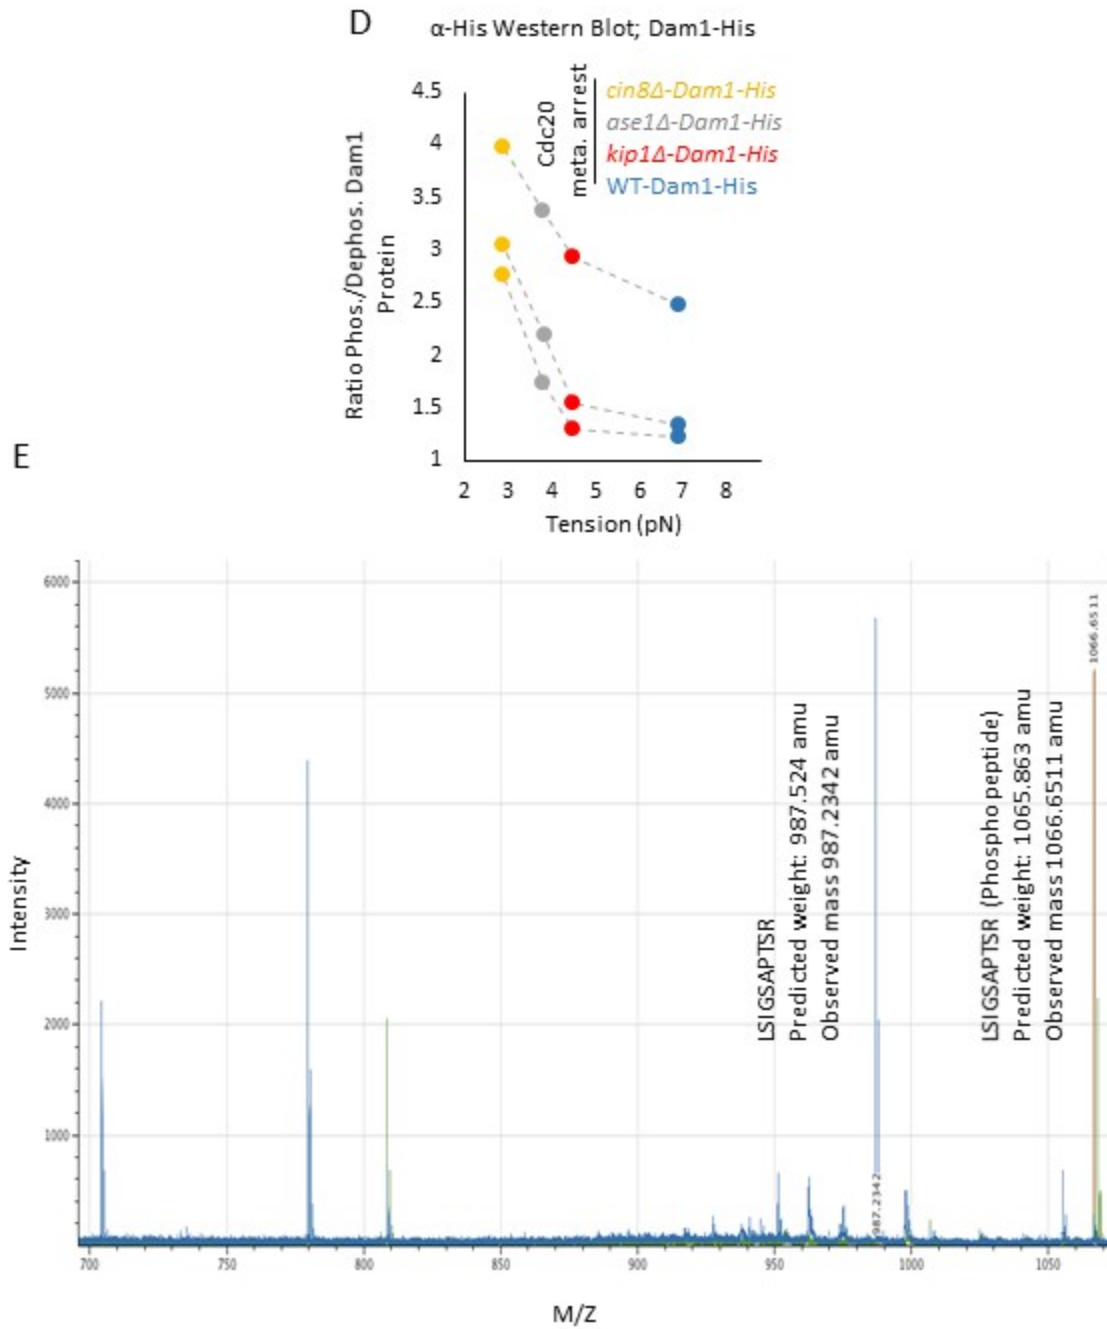 D
α-His Western Blot; Dam1-His
Cdc20
meta. arrest
cin8Δ-Dam1-His
ase1Δ-Dam1-His
kip1Δ-Dam1-His
WT-Dam1-His
Ratio Phos./Dephos. Dam1
Protein
4.5
4
3.5
3
2.5
2
1.5
1
2 3 4 5 6 7 8
Tension (pN)
E
Intensity
6000
5000
4000
3000
2000
1000
LSIGSAPTSR
Predicted weight: 987.524 amu
Observed mass 987.2342 amu
987.2342
LSIGSAPTSR (Phospho peptide)
Predicted weight: 1065.863 amu
Observed mass 1066.6511 amu
1066.6511
700 750 800 850 900 950 1000 1050
M/Z